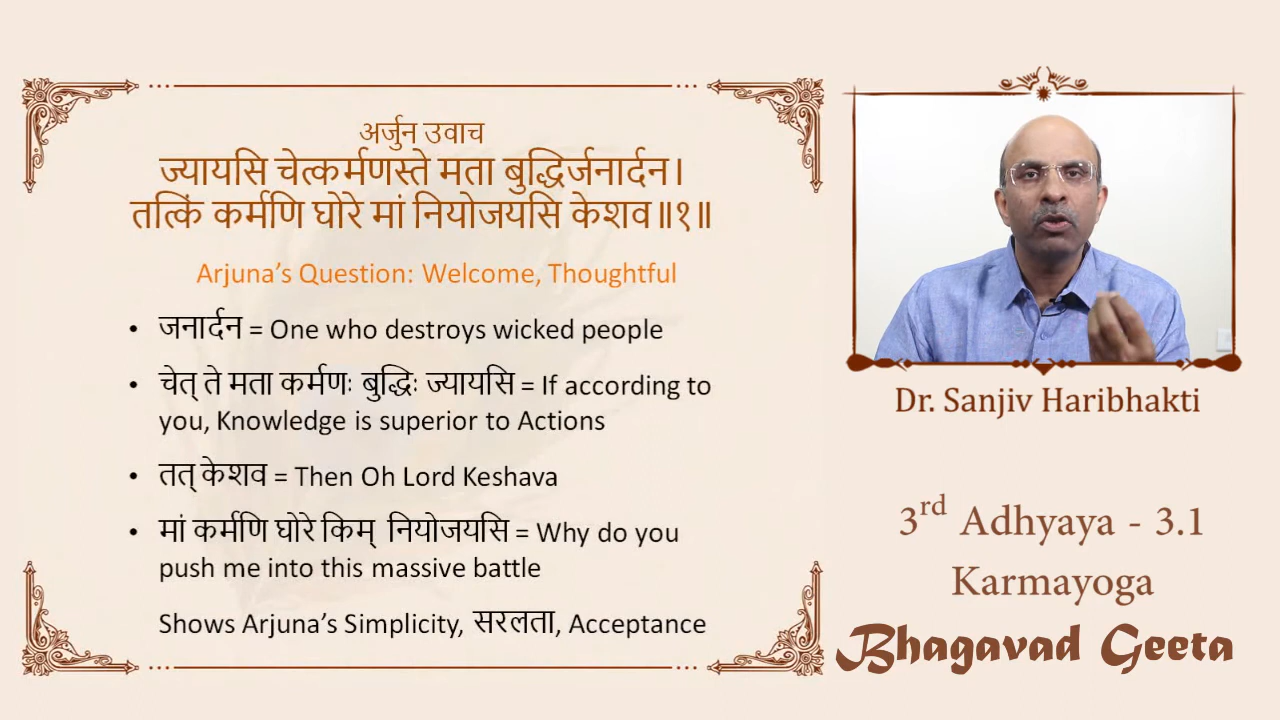 अर्जुन उवाच
ज्यायसि चेत्कर्मणस्ते मता बुद्धिर्जनार्दन।
तत्किं कर्मणि घोरे मां नियोजयसि केशव॥१॥
Arjuna's Question: Welcome, Thoughtful
• जनार्दन = One who destroys wicked people
• चेत् ते मता कर्मणः बुद्धिः ज्यायसि = If according to
you, Knowledge is superior to Actions
• तत् केशव = Then Oh Lord Keshava
• मां कर्मणि घोरे किम् नियोजयसि = Why do you
push me into this massive battle
Shows Arjuna's Simplicity, सरलता, Acceptance
Dr. Sanjiv Haribhakti
3rd Adhyaya - 3.1
Karmayoga
Bhagavad Geeta